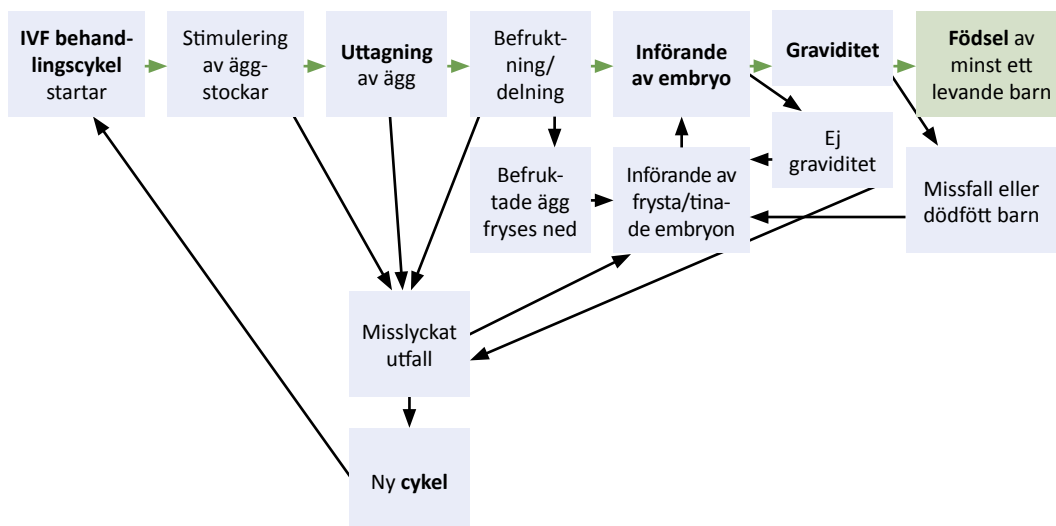 IVF behand-
lingscykel
startar
Stimulering
av ägg-
stockar
Uttagning
av ägg
Befrukt-
ning/
delning
Införande
av embryo
Graviditet
Födsel av
minst ett
levande barn
Befruk-
tade ägg
fryses ned
Införande av
frysta/tina-
de embryon
Ej
graviditet
Missfall eller
dödfött barn
Misslyckat
utfall
Ny cykel